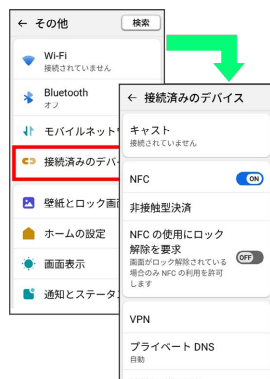 ← その他
検索
Wi-Fi
接続されていません
Bluetooth
オフ
モバイルネット
接続済みのデバ
壁紙とロック画
ホームの設定
画面表示
通知とステータ
← 接続済みのデバイス
キャスト
接続されていません
NFC
ON
非接触型決済
NFC の使用にロック
解除を要求
画面がロック解除されている
場合のみ NFC の利用を許可
します
OFF
VPN
プライベート DNS
自動